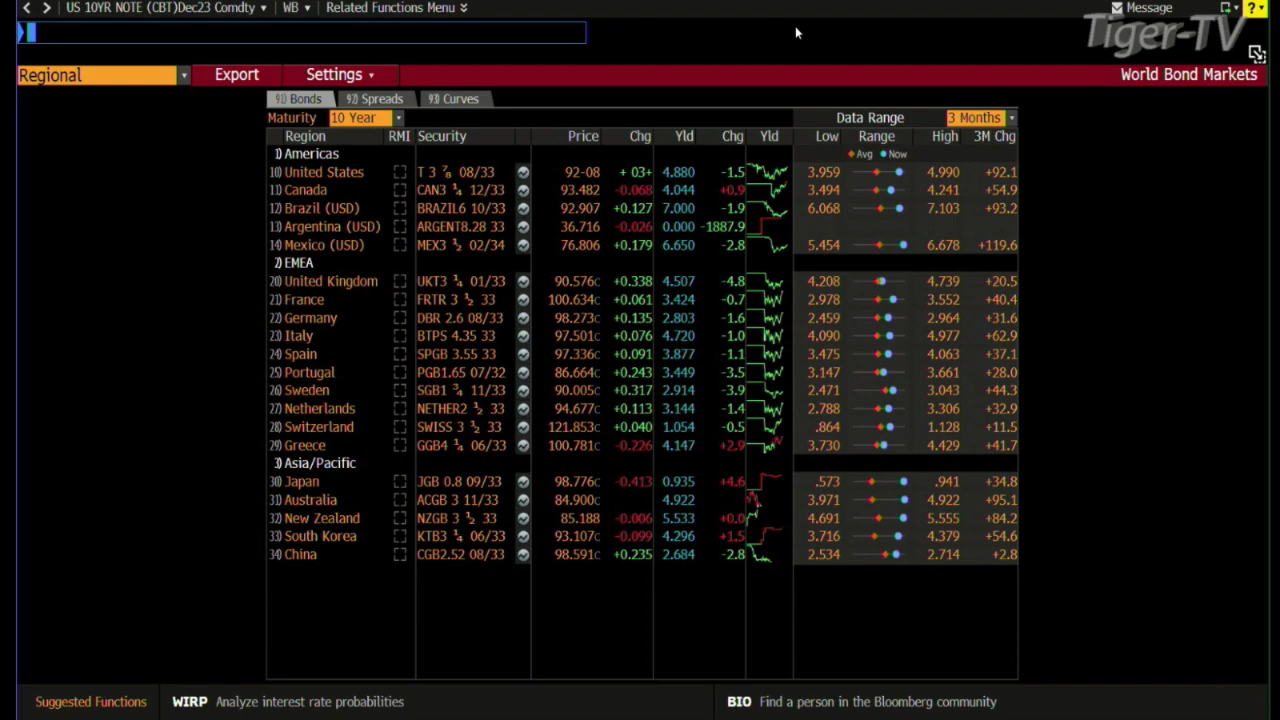 US 10YR NOTE (CBT)Dec23 Comdty WB Related Functions Menu Message ?
Tiger-TV
Regional Export Settings World Bond Markets
91) Bonds 92) Spreads 93) Curves
Maturity 10 Year Data Range 3 Months
Region RMI Security Price Chg Yld Chg Yld Low Range High 3M Chg
1) Americas Avg Now
10) United States T 3 ⅞ 08/33 92-08 + 03+ 4.880 -1.5 3.959 4.990 +92.1
11) Canada CAN3 ¼ 12/33 93.482 -0.068 4.044 +0.9 3.494 4.241 +54.9
12) Brazil (USD) BRAZIL6 10/33 92.907 +0.127 7.000 -1.9 6.068 7.103 +93.2
13) Argentina (USD) ARGENT8.28 33 36.716 -0.026 0.000 -1887.9
14) Mexico (USD) MEX3 ½ 02/34 76.806 +0.179 6.650 -2.8 5.454 6.678 +119.6
2) EMEA
20) United Kingdom UKT3 ¼ 01/33 90.576c +0.338 4.507 -4.8 4.208 4.739 +20.5
21) France FRTR 3 ½ 33 100.634c +0.061 3.424 -0.7 2.978 3.552 +40.4
22) Germany DBR 2.6 08/33 98.273c +0.135 2.803 -1.6 2.459 2.964 +31.6
23) Italy BTPS 4.35 33 97.501c +0.076 4.720 -1.0 4.090 4.977 +62.9
24) Spain SPGB 3.55 33 97.336c +0.091 3.877 -1.1 3.475 4.063 +37.1
25) Portugal PGB1.65 07/32 86.664c +0.243 3.449 -3.5 3.147 3.661 +28.0
26) Sweden SGB1 ¾ 11/33 90.005c +0.317 2.914 -3.9 2.471 3.043 +44.3
27) Netherlands NETHER2 ½ 33 94.677c +0.113 3.144 -1.4 2.788 3.306 +32.9
28) Switzerland SWISS 3 ½ 33 121.853c +0.040 1.054 -0.5 .864 1.128 +11.5
29) Greece GGB4 ¼ 06/33 100.781c -0.226 4.147 +2.9 3.730 4.429 +41.7
3) Asia/Pacific
30) Japan JGB 0.8 09/33 98.776c -0.413 0.935 +4.6 .573 .941 +34.8
31) Australia ACGB 3 11/33 84.900c 4.922 3.971 4.922 +95.1
32) New Zealand NZGB 3 ½ 33 85.188 -0.006 5.533 +0.0 4.691 5.555 +84.2
33) South Korea KTB3 ¼ 06/33 93.107c -0.099 4.296 +1.5 3.716 4.379 +54.6
34) China CGB2.52 08/33 98.591c +0.235 2.684 -2.8 2.534 2.714 +2.8
Suggested Functions WIRP Analyze interest rate probabilities BIO Find a person in the Bloomberg community